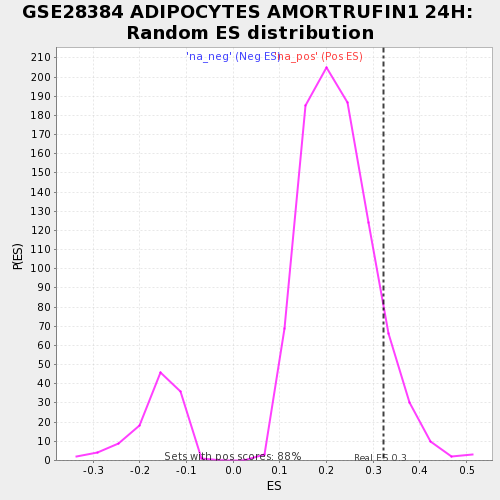 GSE28384 ADIPOCYTES AMORTRUFIN1 24H:
Random ES distribution
'na_neg' (Neg ES)
'na_pos' (Pos ES)
210
200
190
180
170
160
150
140
130
120
110
100
90
80
70
60
50
40
30
20
10
0
P(ES)
Sets with pos scores: 88%
Real ES 0.3
-0.3 -0.2 -0.1 0.0 0.1 0.2 0.3 0.4 0.5
ES